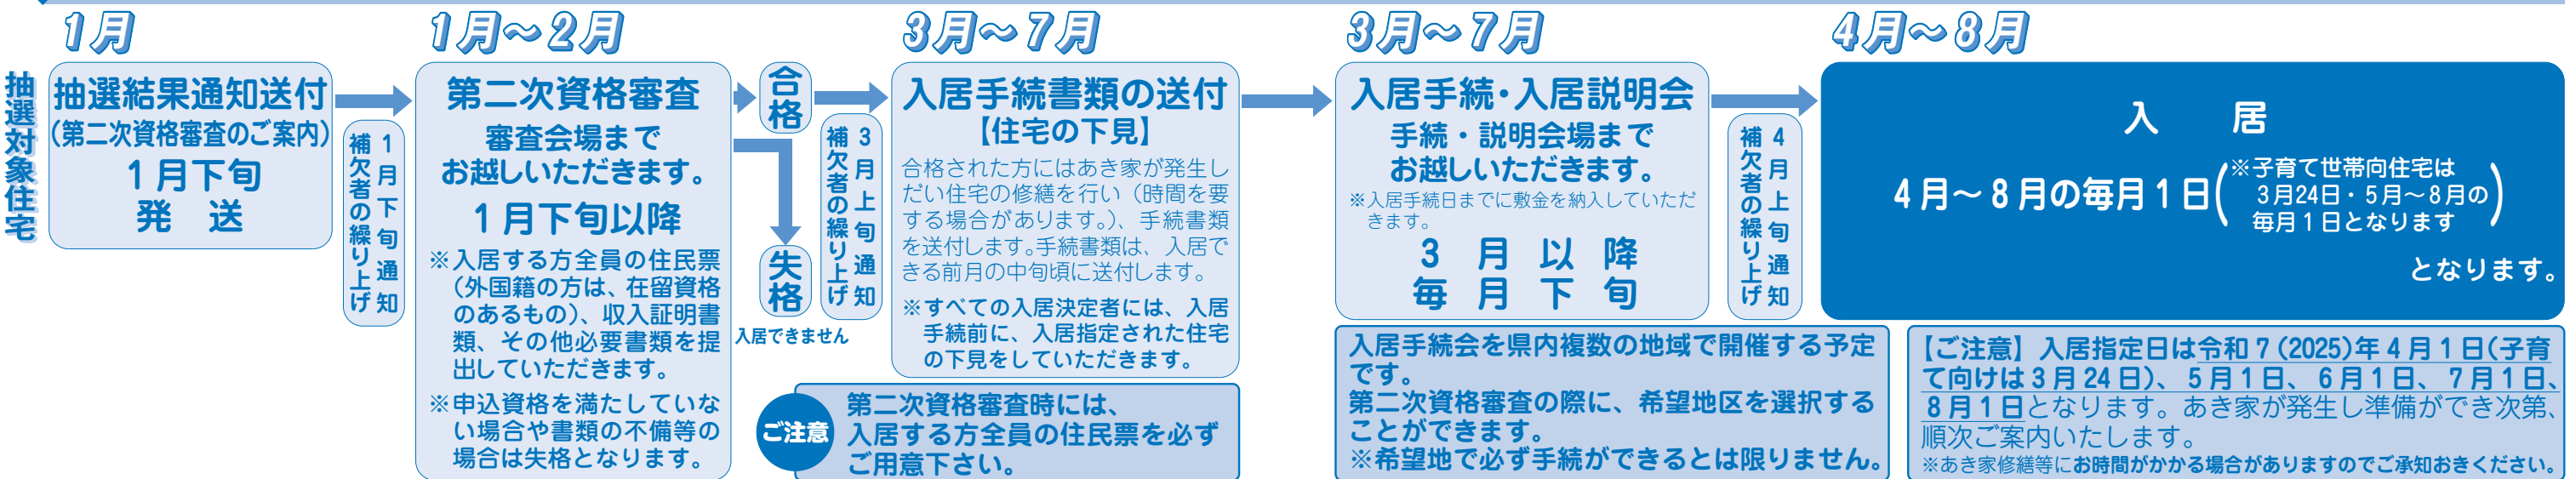 抽選対象住宅
1月
抽選結果通知送付
(第二次資格審査のご案内)
1月下旬
発 送
1月下旬通知
補欠者の繰り上げ
1月～2月
第二次資格審査
審査会場まで
お越しいただきます。
1月下旬以降
※入居する方全員の住民票
(外国籍の方は、在留資格
のあるもの)、収入証明書
類、その他必要書類を提
出していただきます。
※申込資格を満たしていな
い場合や書類の不備等の
場合は失格となります。
合格
失格
入居できません
3月上旬通知
補欠者の繰り上げ
3月～7月
入居手続書類の送付
【住宅の下見】
合格された方にはあき家が発生し
だい住宅の修繕を行い（時間を要
する場合があります。）、手続書類
を送付します。手続書類は、入居で
きる前月の中旬頃に送付します。
※すべての入居決定者には、入居
手続前に、入居指定された住宅
の下見をしていただきます。
ご注意
第二次資格審査時には、
入居する方全員の住民票を必ず
ご用意下さい。
3月～7月
入居手続・入居説明会
手続・説明会場まで
お越しいただきます。
※入居手続日までに敷金を納入していただ
きます。
3月以降
毎月下旬
4月上旬通知
補欠者の繰り上げ
入居手続会を県内複数の地域で開催する予定
です。
第二次資格審査の際に、希望地区を選択する
ことができます。
※希望地で必ず手続ができるとは限りません。
4月～8月
入 居
4月～8月の毎月1日
(※子育て世帯向住宅は
3月24日・5月～8月の
毎月1日となります)
となります。
【ご注意】入居指定日は令和7(2025)年4月1日(子育
て向けは3月24日)、5月1日、6月1日、7月1日、
8月1日となります。あき家が発生し準備ができ次第、
順次ご案内いたします。
※あき家修繕等にお時間がかかる場合がありますのでご承知おきください。